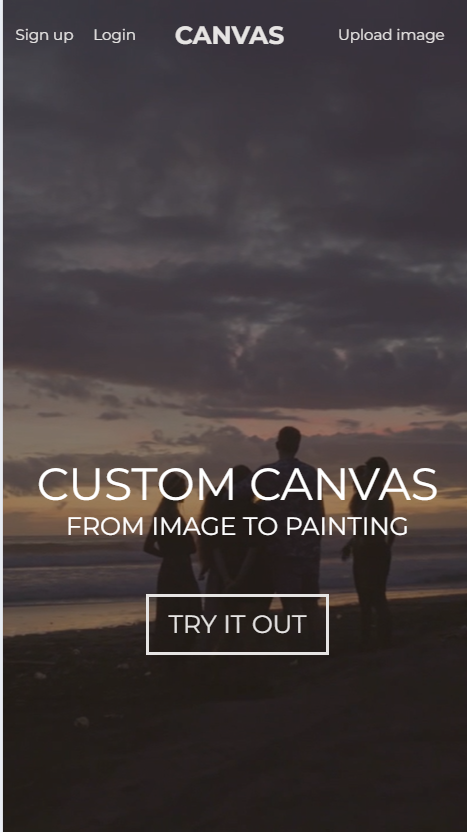 Sign up Login CANVAS Upload image
CUSTOM CANVAS
FROM IMAGE TO PAINTING
TRY IT OUT